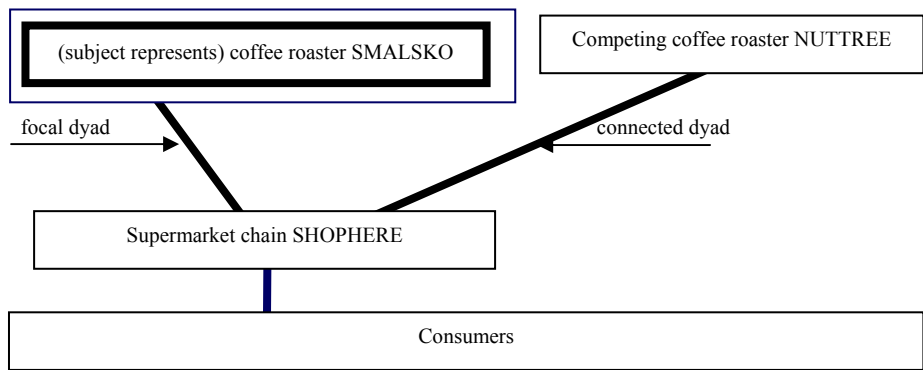 (subject represents) coffee roaster SMALSKO
Competing coffee roaster NUTTREE
focal dyad
connected dyad
Supermarket chain SHOPHERE
Consumers